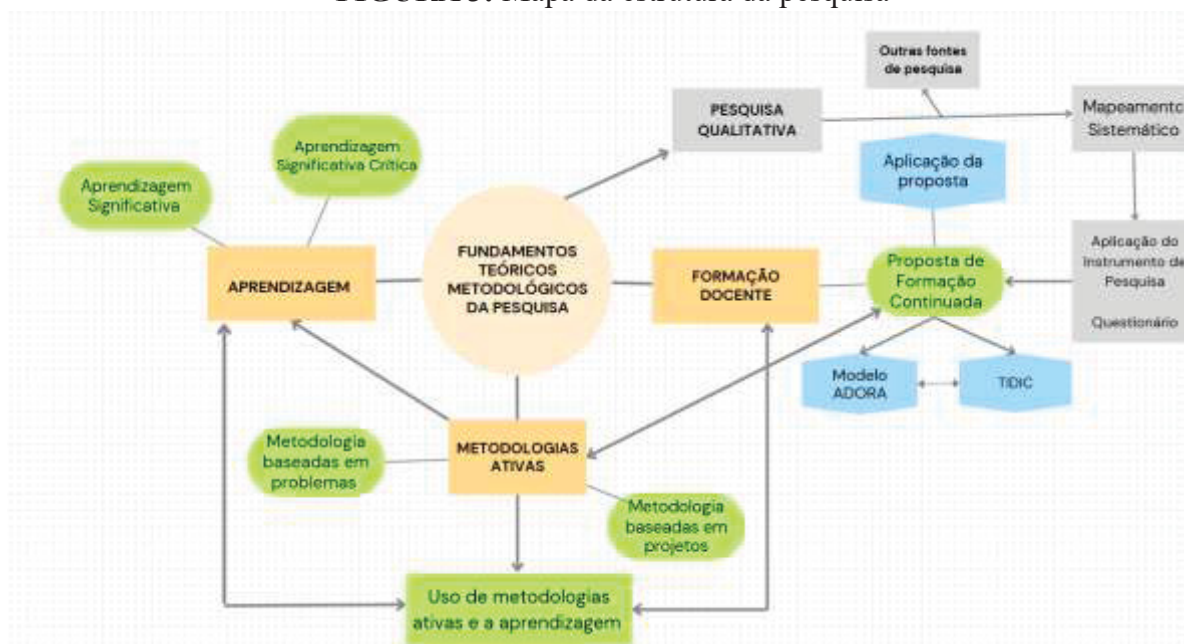 Mapa da estrutura da pesquisa
Outras fontes
de pesquisa
PESQUISA
QUALITATIVA
Mapeamento
Sistemático
Aprendizagem
Significativa Crítica
Aprendizagem
Significativa
Aplicação da
proposta
FUNDAMENTOS
TEÓRICOS
METODOLÓGICOS
DA PESQUISA
APRENDIZAGEM
FORMAÇÃO
DOCENTE
Proposta de
Formação
Continuada
Aplicação do
Instrumento de
Pesquisa
Questionário
Modelo
ADORA
TIDIC
METODOLOGIAS
ATIVAS
Metodologia
baseadas em
problemas
Metodologia
baseadas em
projetos
Uso de metodologias
ativas e a aprendizagem